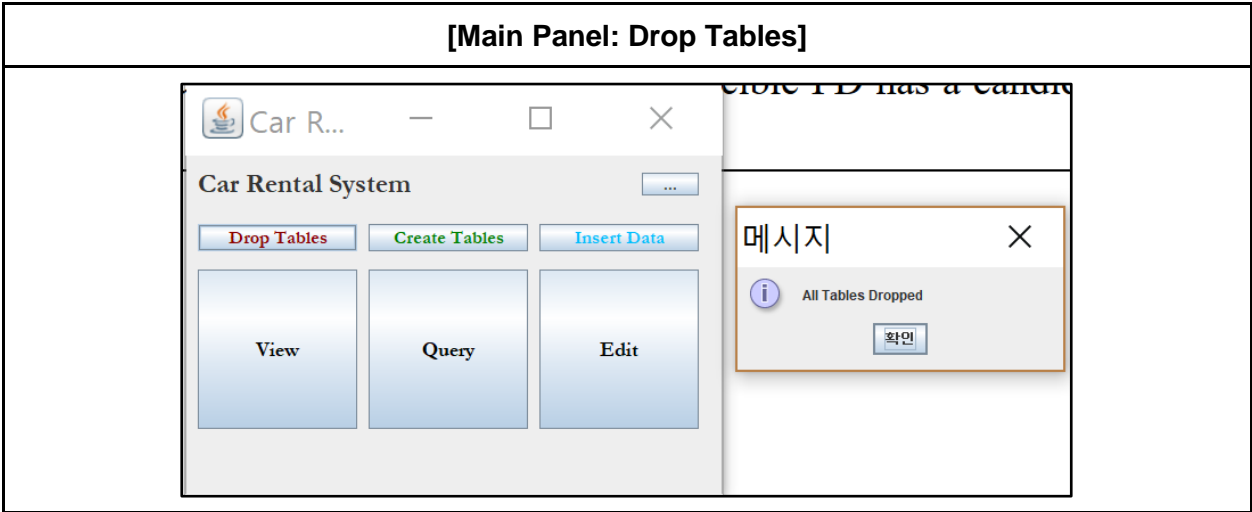 [Main Panel: Drop Tables]
has a
Car R...
Car Rental System
...
Drop Tables
Create Tables
Insert Data
View
Query
Edit
메시지
All Tables Dropped
확인